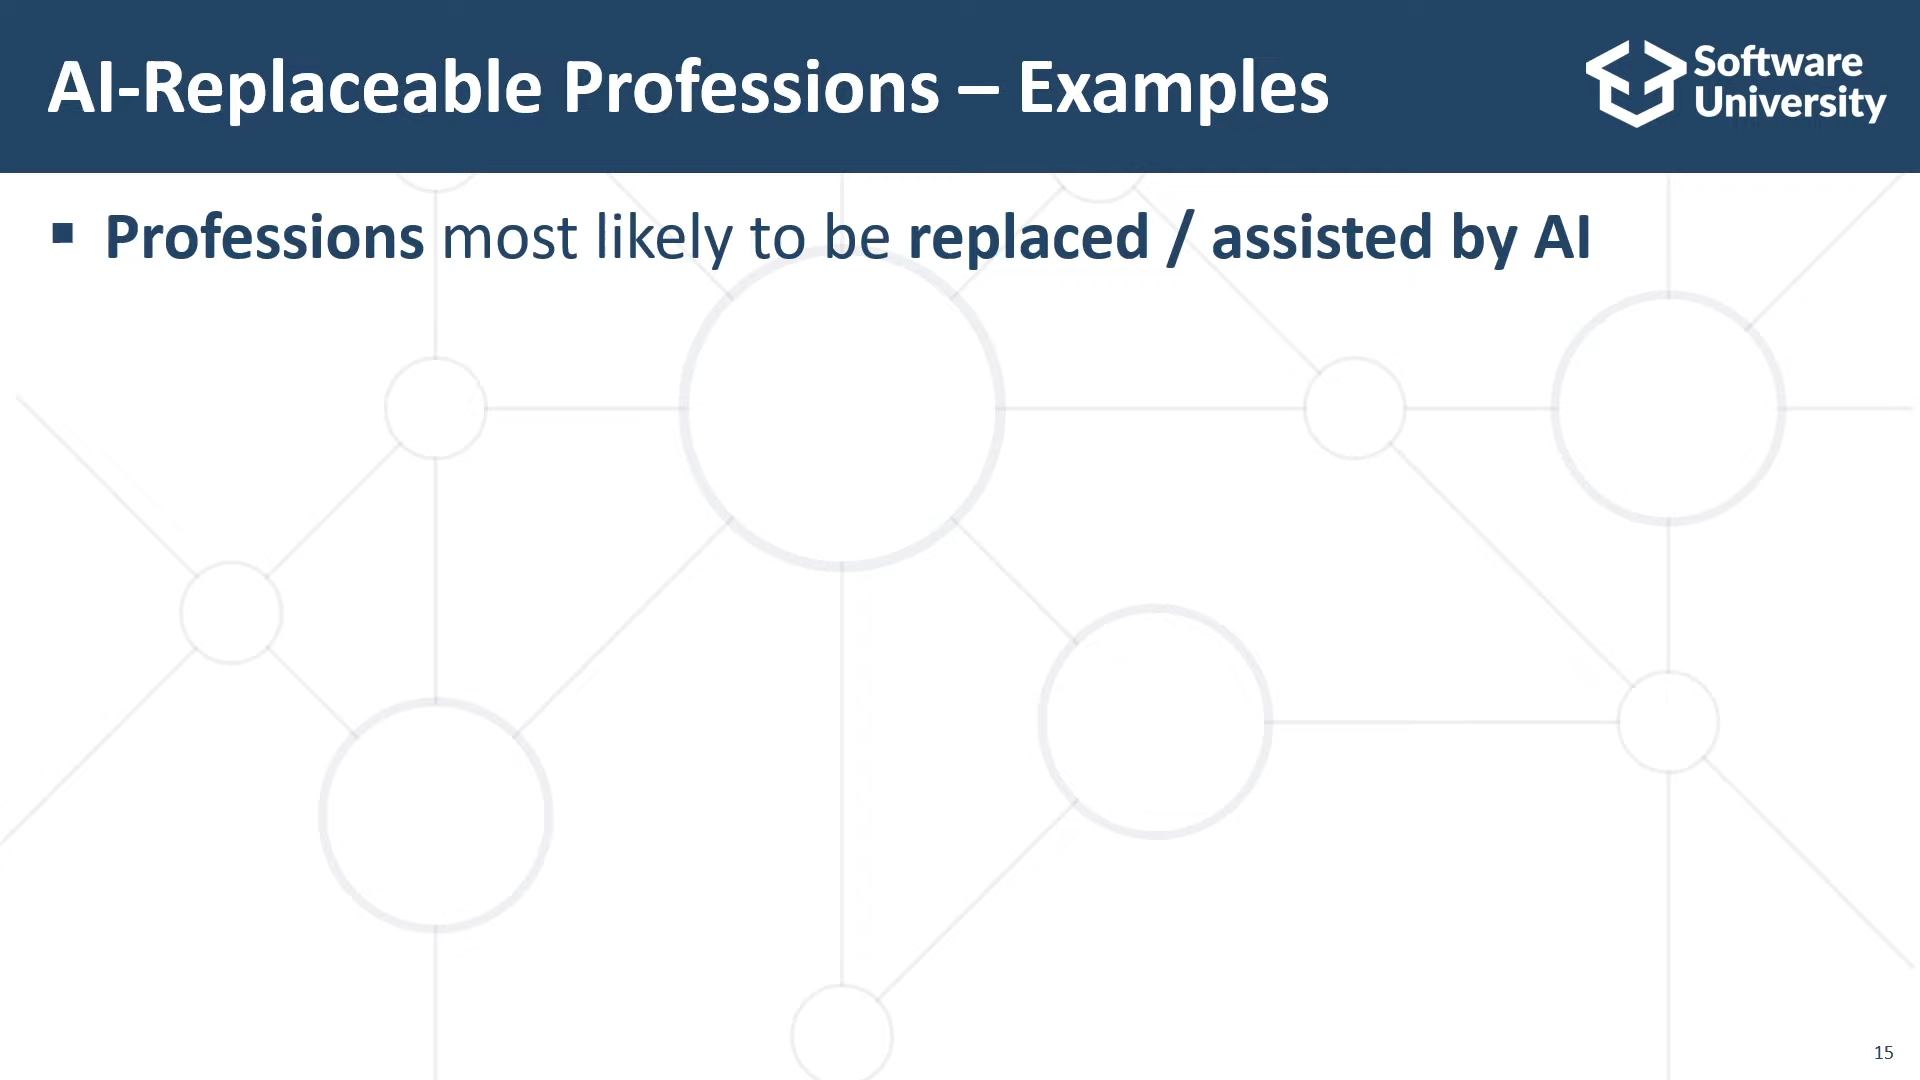 AI-Replaceable Professions – Examples
Software
University
▪ Professions most likely to be replaced / assisted by AI
15